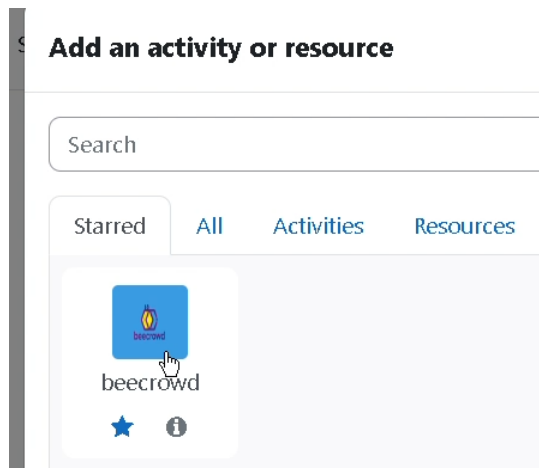 Add an activity or resource
Search
Starred All Activities Resources
beecrowd
beecrowd